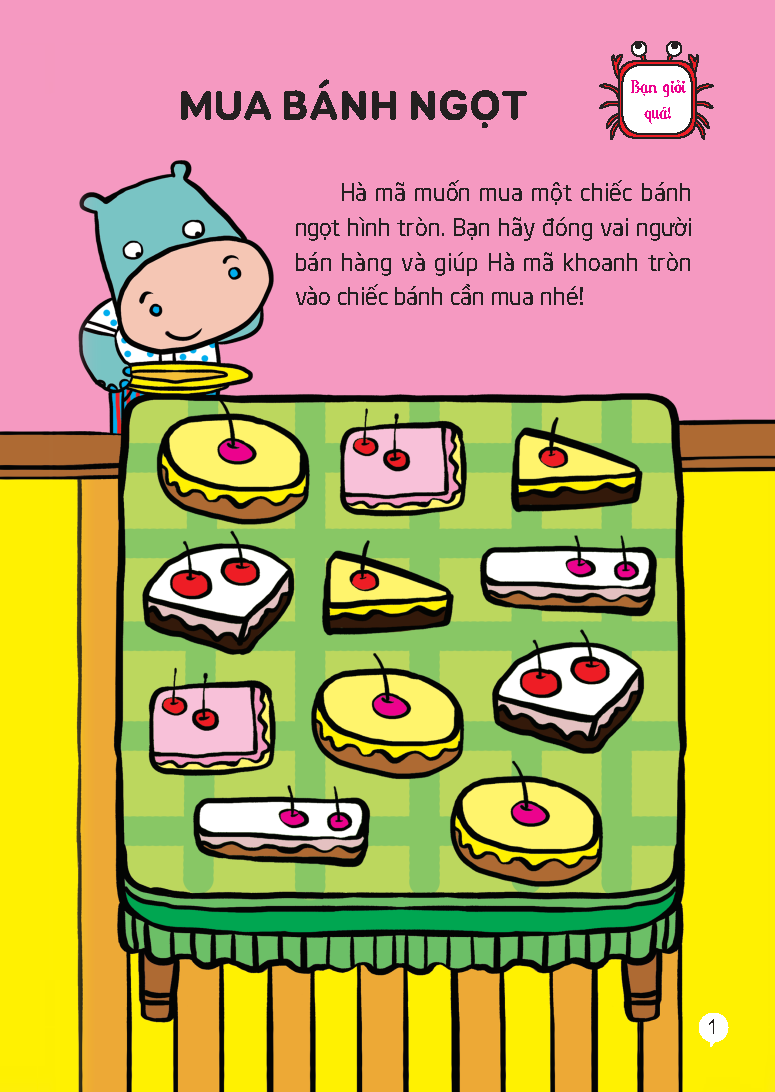 MUA BÁNH NGỌT
Bạn giỏi
quá!
Hà mã muốn mua một chiếc bánh
ngọt hình tròn. Bạn hãy đóng vai người
bán hàng và giúp Hà mã khoanh tròn
vào chiếc bánh cần mua nhé!
1